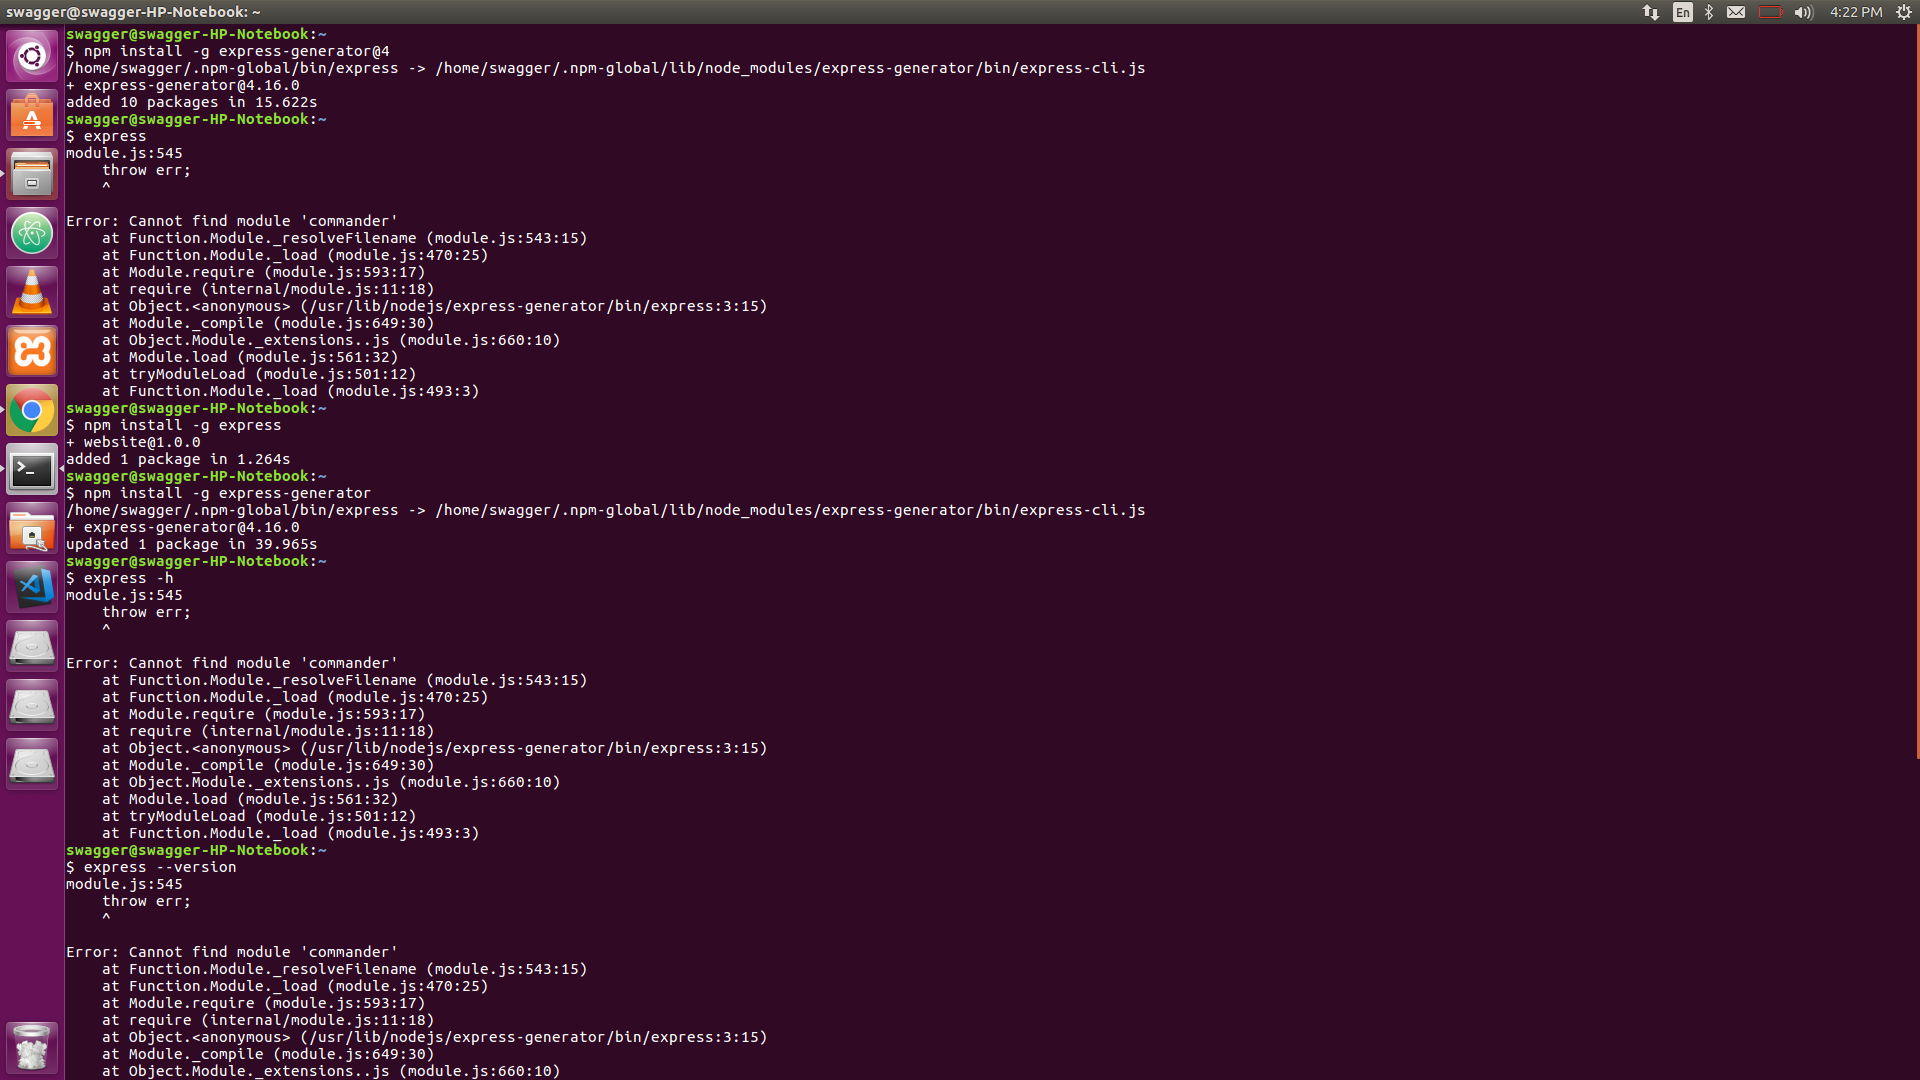 swagger@swagger-HP-Notebook: ~
En
4:22 PM
swagger@swagger-HP-Notebook:~
$ npm install -g express-generator@4
/home/swagger/.npm-global/bin/express -> /home/swagger/.npm-global/lib/node_modules/express-generator/bin/express-cli.js
+ express-generator@4.16.0
added 10 packages in 15.622s
swagger@swagger-HP-Notebook:~
$ express
module.js:545
    throw err;
    ^

Error: Cannot find module 'commander'
    at Function.Module._resolveFilename (module.js:543:15)
    at Function.Module._load (module.js:470:25)
    at Module.require (module.js:593:17)
    at require (internal/module.js:11:18)
    at Object.<anonymous> (/usr/lib/nodejs/express-generator/bin/express:3:15)
    at Module._compile (module.js:649:30)
    at Object.Module._extensions..js (module.js:660:10)
    at Module.load (module.js:561:32)
    at tryModuleLoad (module.js:501:12)
    at Function.Module._load (module.js:493:3)
swagger@swagger-HP-Notebook:~
$ npm install -g express
+ website@1.0.0
added 1 package in 1.264s
swagger@swagger-HP-Notebook:~
$ npm install -g express-generator
/home/swagger/.npm-global/bin/express -> /home/swagger/.npm-global/lib/node_modules/express-generator/bin/express-cli.js
+ express-generator@4.16.0
updated 1 package in 39.965s
swagger@swagger-HP-Notebook:~
$ express -h
module.js:545
    throw err;
    ^

Error: Cannot find module 'commander'
    at Function.Module._resolveFilename (module.js:543:15)
    at Function.Module._load (module.js:470:25)
    at Module.require (module.js:593:17)
    at require (internal/module.js:11:18)
    at Object.<anonymous> (/usr/lib/nodejs/express-generator/bin/express:3:15)
    at Module._compile (module.js:649:30)
    at Object.Module._extensions..js (module.js:660:10)
    at Module.load (module.js:561:32)
    at tryModuleLoad (module.js:501:12)
    at Function.Module._load (module.js:493:3)
swagger@swagger-HP-Notebook:~
$ express --version
module.js:545
    throw err;
    ^

Error: Cannot find module 'commander'
    at Function.Module._resolveFilename (module.js:543:15)
    at Function.Module._load (module.js:470:25)
    at Module.require (module.js:593:17)
    at require (internal/module.js:11:18)
    at Object.<anonymous> (/usr/lib/nodejs/express-generator/bin/express:3:15)
    at Module._compile (module.js:649:30)
    at Object.Module._extensions..js (module.js:660:10)